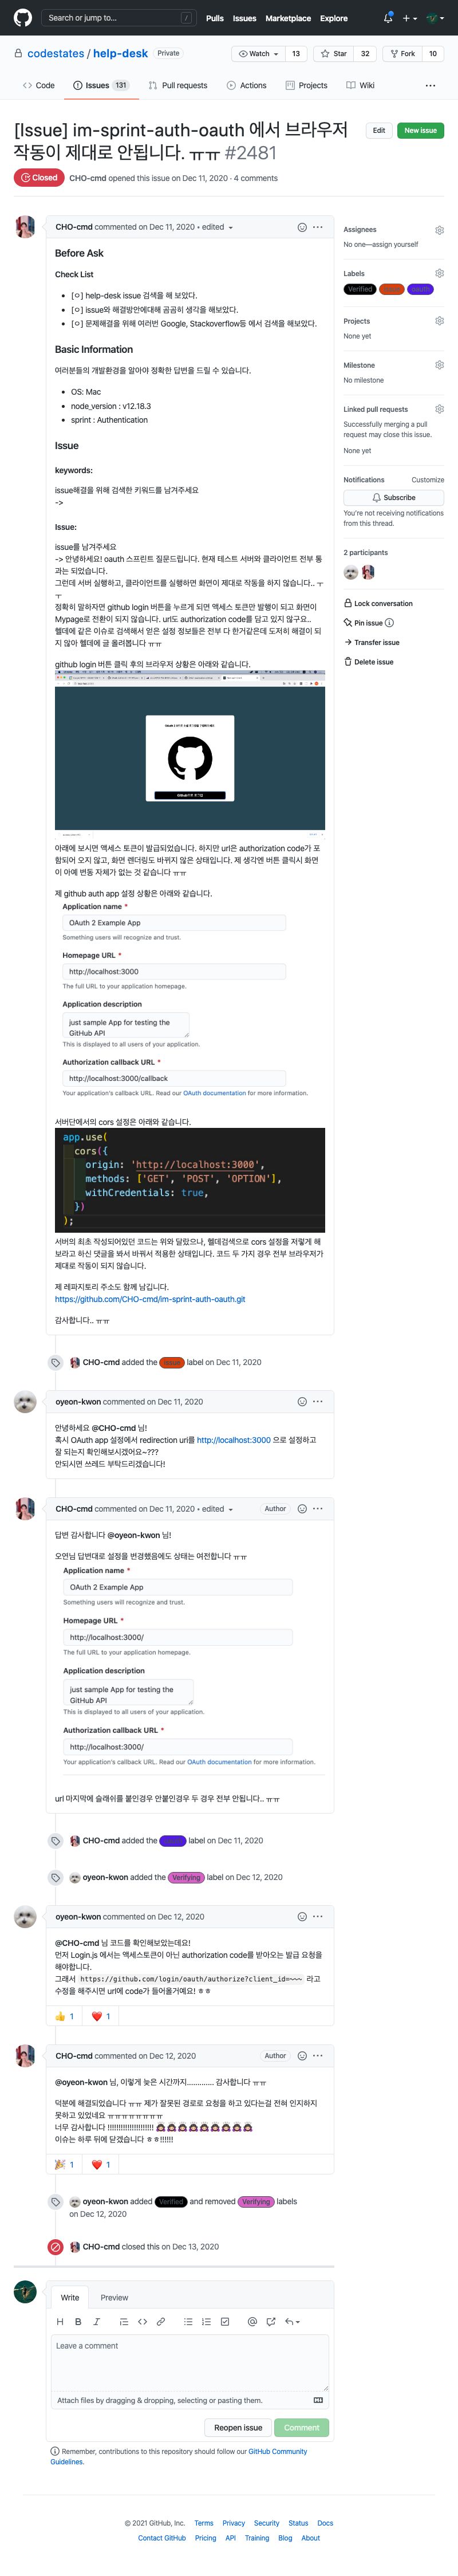 Search or jump to...
/
Pulls Issues Marketplace Explore
codestates / help-desk Private
Watch 13 Star 32 Fork 10
Code Issues 131 Pull requests Actions Projects Wiki
[Issue] im-sprint-auth-oauth 에서 브라우저
작동이 제대로 안됩니다. ㅠㅠ #2481
Edit New issue
Closed CHO-cmd opened this issue on Dec 11, 2020 · 4 comments
CHO-cmd commented on Dec 11, 2020 • edited
Before Ask
Check List
• [ㅇ] help-desk issue 검색을 해 보았다.
• [ㅇ] issue와 해결방안에대해 곰곰히 생각을 해보았다.
• [ㅇ] 문제해결을 위해 여러번 Google, Stackoverflow등 에서 검색을 해보았다.
Basic Information
여러분들의 개발환경을 알아야 정확한 답변을 드릴 수 있습니다.
• OS: Mac
• node_version : v12.18.3
• sprint : Authentication
Issue
keywords:
issue해결을 위해 검색한 키워드를 남겨주세요
->
Issue:
issue를 남겨주세요
-> 안녕하세요! oauth 스프린트 질문드립니다. 현재 테스트 서버와 클라이언트 전부 통
과는 되었습니다.
그런데 서버 실행하고, 클라이언트를 실행하면 화면이 제대로 작동을 하지 않습니다.. ㅜ
ㅜ
정확히 말하자면 github login 버튼을 누르게 되면 액세스 토큰만 발행이 되고 화면이
Mypage로 전환이 되지 않습니다. url도 authorization code를 담고 있지 않구요..
헬데에 같은 이슈로 검색해서 얻은 설정 정보들은 전부 다 한거같은데 도저히 해결이 되
지 않아 헬데에 글 올려봅니다 ㅠㅠ
github login 버튼 클릭 후의 브라우저 상황은 아래와 같습니다.
아래에 보시면 액세스 토큰이 발급되었습니다. 하지만 url은 authorization code가 포
함되어 오지 않고, 화면 렌더링도 바뀌지 않은 상태입니다. 제 생각엔 버튼 클릭시 화면
이 아예 변동 자체가 없는 것 같습니다 ㅠㅠ
제 github auth app 설정 상황은 아래와 같습니다.
Application name *
OAuth 2 Example App
Something users will recognize and trust.
Homepage URL *
http://localhost:3000
The full URL to your application homepage.
Application description
just sample App for testing the
GitHub API
This is displayed to all users of your application.
Authorization callback URL *
http://localhost:3000/callback
Your application's callback URL. Read our OAuth documentation for more information.
서버단에서의 cors 설정은 아래와 같습니다.
app.use(
cors({
origin: 'http://localhost:3000',
methods: ['GET', 'POST', 'OPTION'],
withCredentials: true,
})
);
서버의 최초 작성되어있던 코드는 위와 달랐으나, 헬데검색으로 cors 설정을 저렇게 해
보라고 하신 댓글을 봐서 바꿔서 적용한 상태입니다. 코드 두 가지 경우 전부 브라우저가
제대로 작동이 되지 않습니다.
제 레파지토리 주소도 함께 남깁니다.
https://github.com/CHO-cmd/im-sprint-auth-oauth.git
감사합니다.. ㅠㅠ
Assignees
No one—assign yourself
Labels
Verified
Projects
None yet
Milestone
No milestone
Linked pull requests
Successfully merging a pull
request may close this issue.
None yet
Notifications Customize
Subscribe
You're not receiving notifications
from this thread.
2 participants
Lock conversation
Pin issue
Transfer issue
Delete issue
CHO-cmd added the Issue label on Dec 11, 2020
oyeon-kwon commented on Dec 11, 2020
안녕하세요 @CHO-cmd 님!
혹시 OAuth app 설정에서 redirection uri를 http://localhost:3000 으로 설정하고
잘 되는지 확인해보시겠어요~???
안되시면 쓰레드 부탁드리겠습니다!
CHO-cmd commented on Dec 11, 2020 • edited Author
답변 감사합니다 @oyeon-kwon 님!
오연님 답변대로 설정을 변경했음에도 상태는 여전합니다 ㅠㅠ
Application name *
OAuth 2 Example App
Something users will recognize and trust.
Homepage URL *
http://localhost:3000/
The full URL to your application homepage.
Application description
just sample App for testing the
GitHub API
This is displayed to all users of your application.
Authorization callback URL *
http://localhost:3000/
Your application's callback URL. Read our OAuth documentation for more information.
url 마지막에 슬래쉬를 붙인경우 안붙인경우 두 경우 전부 안됩니다.. ㅠㅠ
CHO-cmd added the label on Dec 11, 2020
oyeon-kwon added the Verifying label on Dec 12, 2020
oyeon-kwon commented on Dec 12, 2020
@CHO-cmd 님 코드를 확인해보았는데요!
먼저 Login.js 에서는 액세스토큰이 아닌 authorization code를 받아오는 발급 요청을
해야합니다.
그래서 https://github.com/login/oauth/authorize?client_id=~~~ 라고
수정을 해주시면 url에 code가 들어올거예요! ㅎㅎ
👍 1 ❤️ 1
CHO-cmd commented on Dec 12, 2020 Author
@oyeon-kwon 님, 이렇게 늦은 시간까지............. 감사합니다 ㅠㅠ
덕분에 해결되었습니다 ㅠㅠ 제가 잘못된 경로로 요청을 하고 있다는걸 전혀 인지하지
못하고 있었네요 ㅠㅠㅠㅠㅠㅠㅠㅠ
너무 감사합니다 !!!!!!!!!!!!!!!!!!!!!!
이슈는 하루 뒤에 닫겠습니다 ㅎㅎ!!!!!!
🎉 1 ❤️ 1
oyeon-kwon added Verified and removed Verifying labels
on Dec 12, 2020
CHO-cmd closed this on Dec 13, 2020
Write Preview
Leave a comment
Attach files by dragging & dropping, selecting or pasting them.
Reopen issue Comment
Remember, contributions to this repository should follow our GitHub Community
Guidelines.
© 2021 GitHub, Inc. Terms Privacy Security Status Docs
Contact GitHub Pricing API Training Blog About